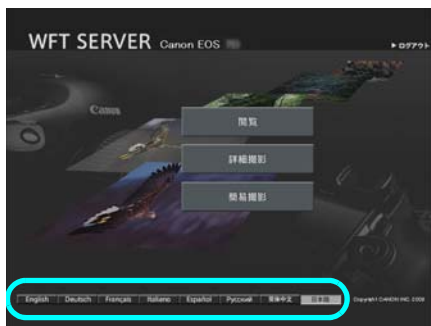 WFT SERVER Canon EOS
▶ログアウト
Canon
閲覧
詳細撮影
簡易撮影
English Deutsch Français Italiano Español Русский 简体中文 日本語 Copyright CANON INC. 2009